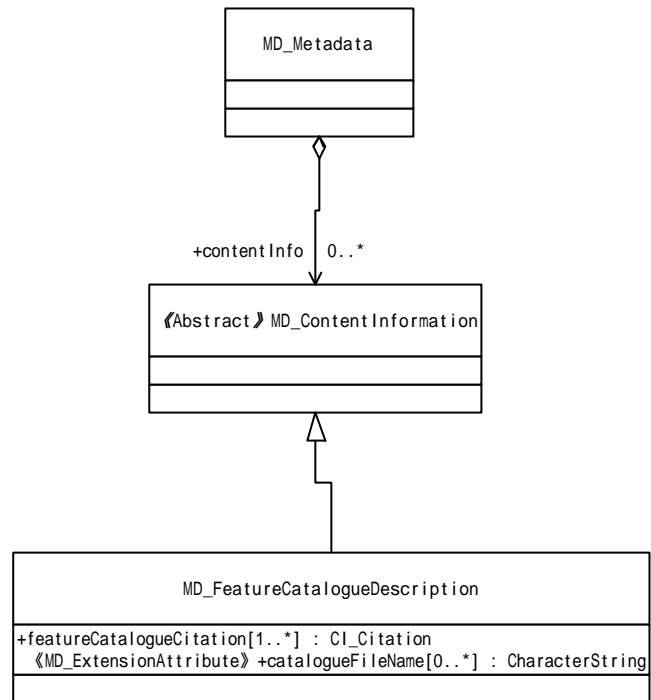 MD_Metadata
+contentInfo 0..*
《Abstract》MD_ContentInformation
MD_FeatureCatalogueDescription
+featureCatalogueCitation[1..*] : CI_Citation
《MD_ExtensionAttribute》+catalogueFileName[0..*] : CharacterString